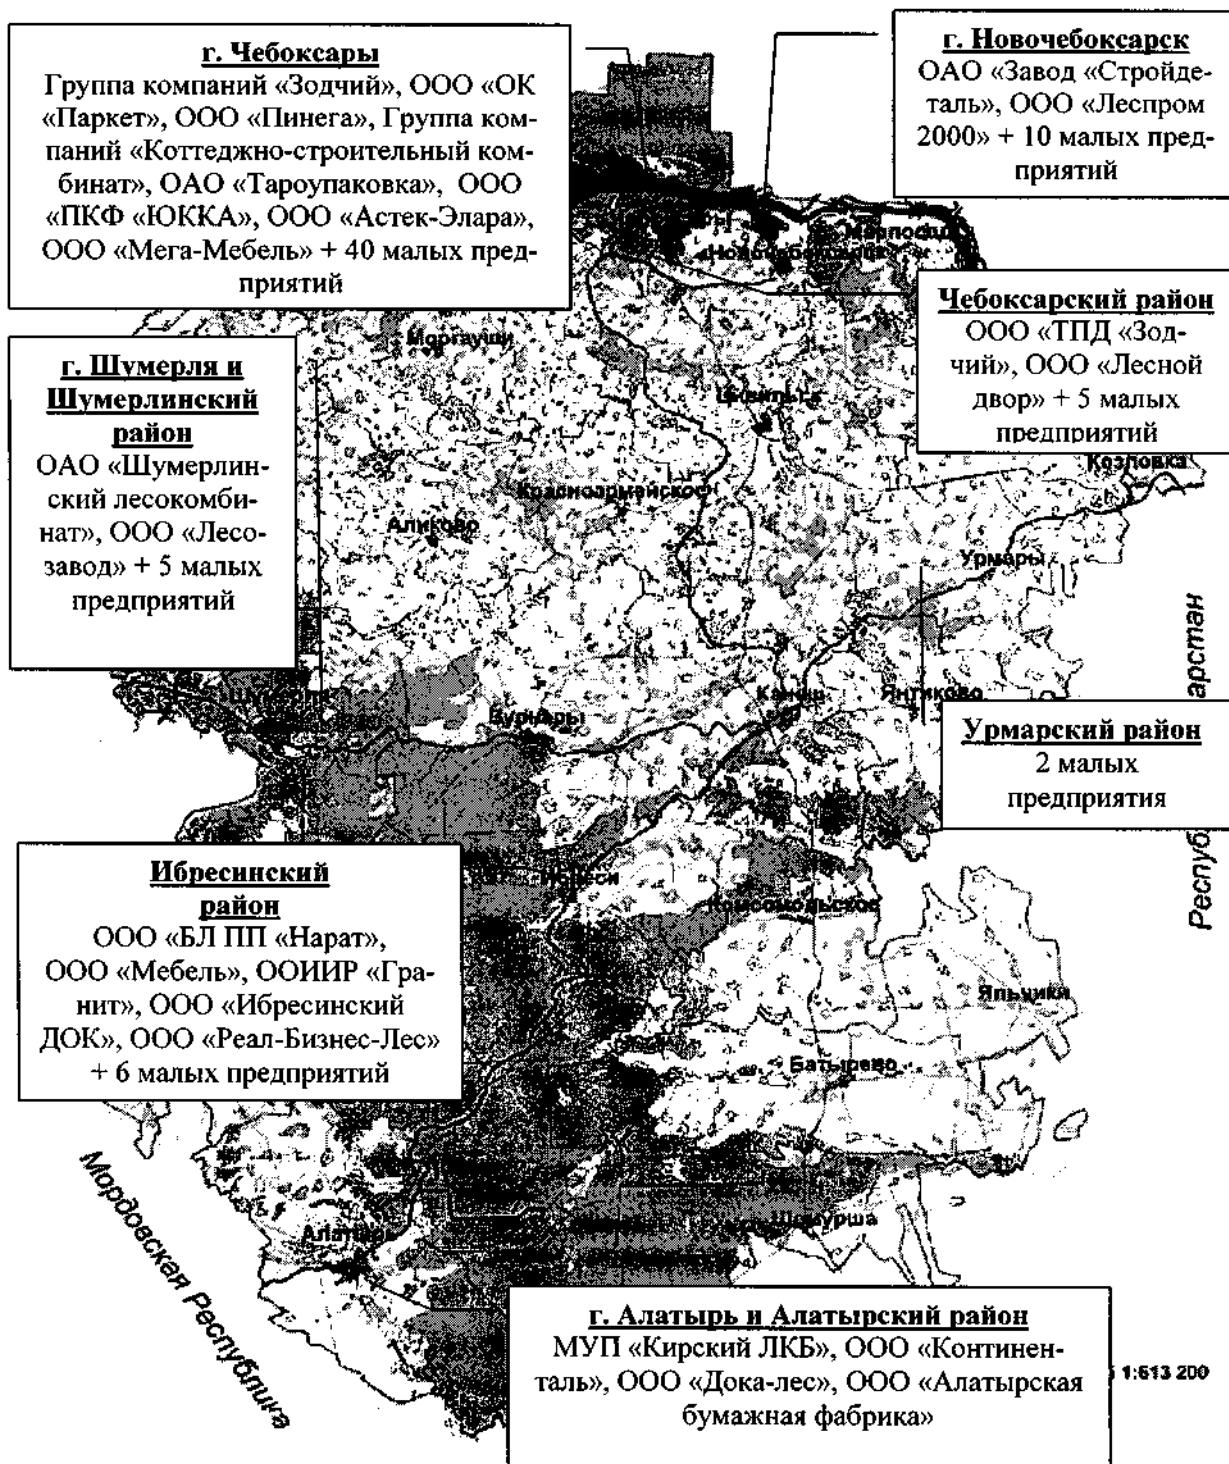 г. Чебоксары
Группа компаний «Зодчий», ООО «ОК
«Паркет», ООО «Пинега», Группа ком-
паний «Коттеджно-строительный ком-
бинат», ОАО «Тароупаковка», ООО
«ПКФ «ЮККА», ООО «Астек-Элара»,
ООО «Мега-Мебель» + 40 малых пред-
приятий
г. Новочебоксарск
ОАО «Завод «Стройде-
таль», ООО «Леспром
2000» + 10 малых пред-
приятий
Чебоксарский район
ООО «ТПД «Зод-
чий», ООО «Лесной
двор» + 5 малых
предприятий
г. Шумерля и
Шумерлинский
район
ОАО «Шумерлин-
ский лесокомби-
нат», ООО «Лесо-
завод» + 5 малых
предприятий
Моргауши
Цивильск
Козловка
Красноармейское
Аликово
Урмары
Шумерля
Вурнары
Канаш
Янтиково
Урмарский район
2 малых
предприятия
Ибресинский
район
ООО «БЛ ПП «Нарат»,
ООО «Мебель», ООИИР «Гра-
нит», ООО «Ибресинский
ДОК», ООО «Реал-Бизнес-Лес»
+ 6 малых предприятий
Ибреси
Комсомольское
Яльчики
Батырево
Шемурша
Алатырь
Мордовская Республика
г. Алатырь и Алатырский район
МУП «Кирский ЛКБ», ООО «Континен-
таль», ООО «Дока-лес», ООО «Алатырская
бумажная фабрика»
1:613 200